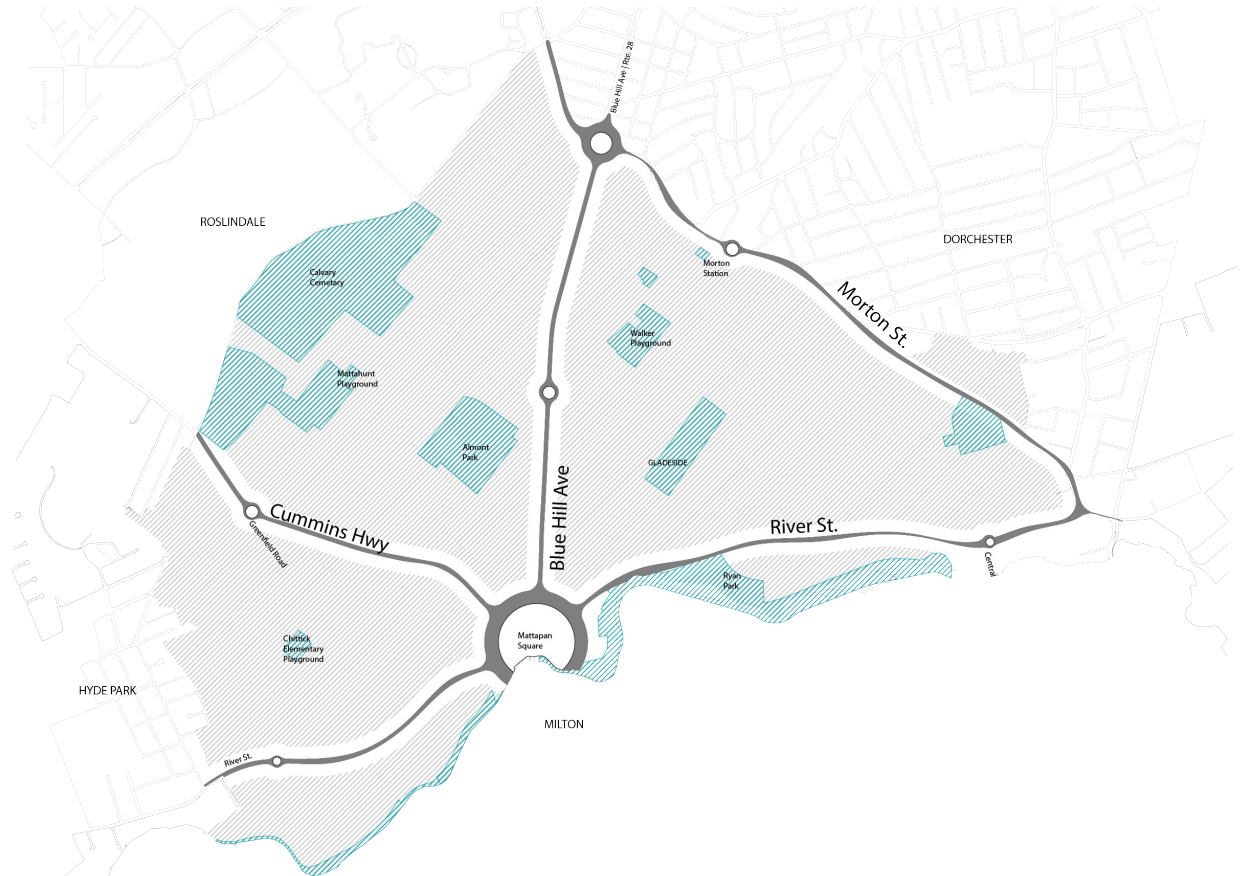 Blue Hill Ave | Rte. 28
ROSLINDALE
DORCHESTER
Morton
Station
Calvary
Cemetary
Morton St.
Walker
Playground
Mattahunt
Playground
Almont
Park
GLADESIDE
Blue Hill Ave
Cummins Hwy
River St.
Greenfield Road
Central
Ryan
Park
Mattapan
Square
Chittick
Elementary
Playground
HYDE PARK
MILTON
River St.